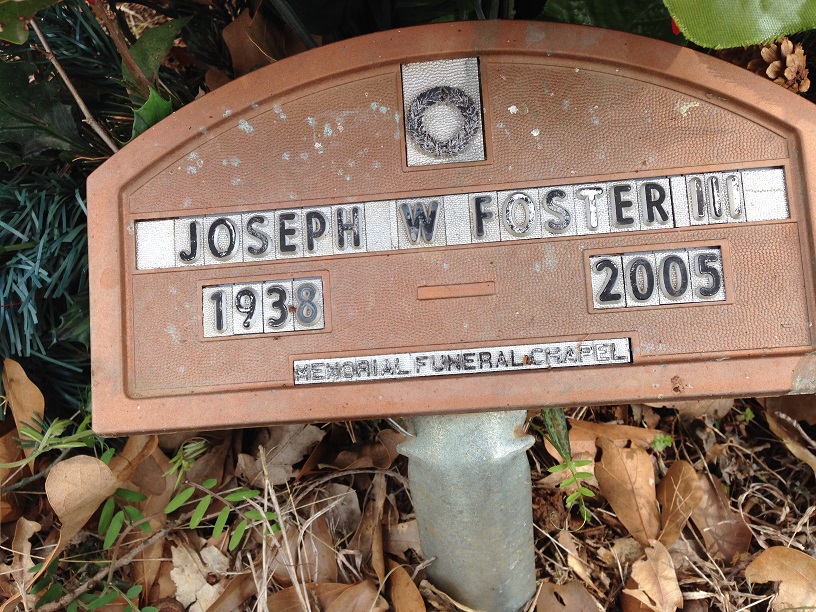 JOSEPH W FOSTER III
1938 - 2005
MEMORIAL FUNERAL CHAPEL